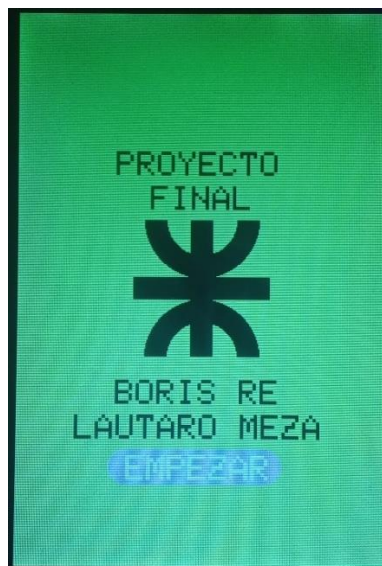 PROYECTO
FINAL
BORIS RE
LAUTARO MEZA
EMPEZAR